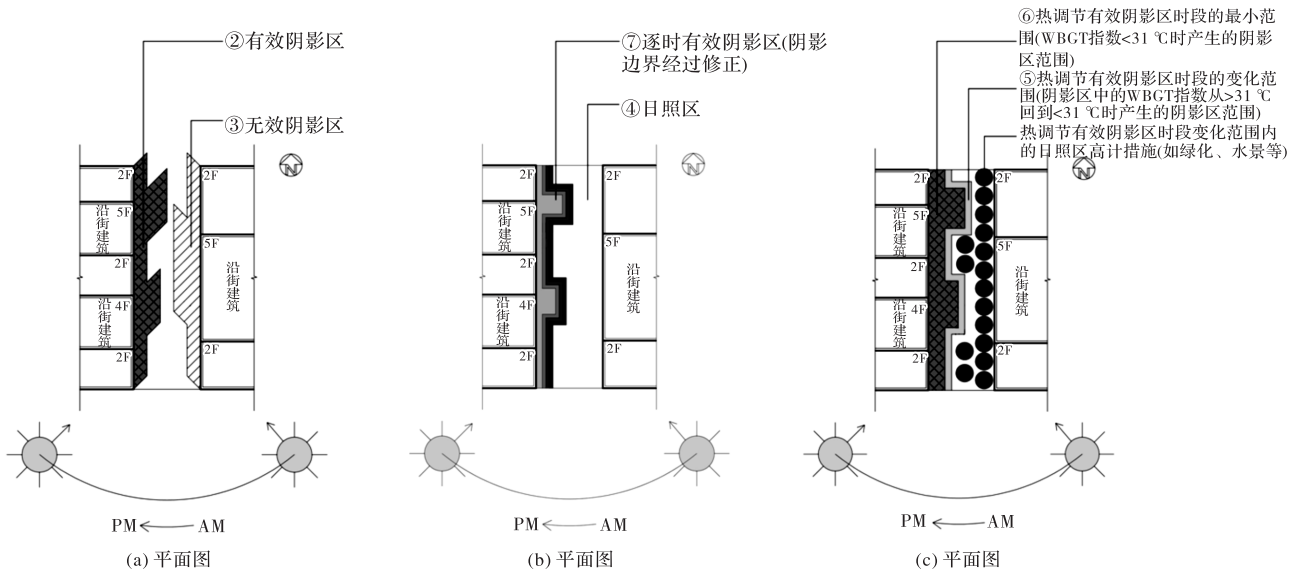 ②有效阴影区
③无效阴影区
N
2F
5F
沿街建筑
2F
4F
沿街建筑
2F
2F
5F
沿街建筑
2F
PM
AM
(a) 平面图
⑦逐时有效阴影区(阴影
边界经过修正)
④日照区
N
2F
5F
沿街建筑
2F
4F
沿街建筑
2F
2F
5F
沿街建筑
2F
PM
AM
(b) 平面图
⑥热调节有效阴影区时段的最小范
围(WBGT指数<31 ℃时产生的阴影
区范围)
⑤热调节有效阴影区时段的变化范
围(阴影区中的WBGT指数从>31 ℃
回到<31 ℃时产生的阴影区范围)
热调节有效阴影区时段变化范围内
的日照区高计措施(如绿化、水景等)
N
2F
5F
沿街建筑
2F
4F
沿街建筑
2F
2F
5F
沿街建筑
2F
PM
AM
(c) 平面图